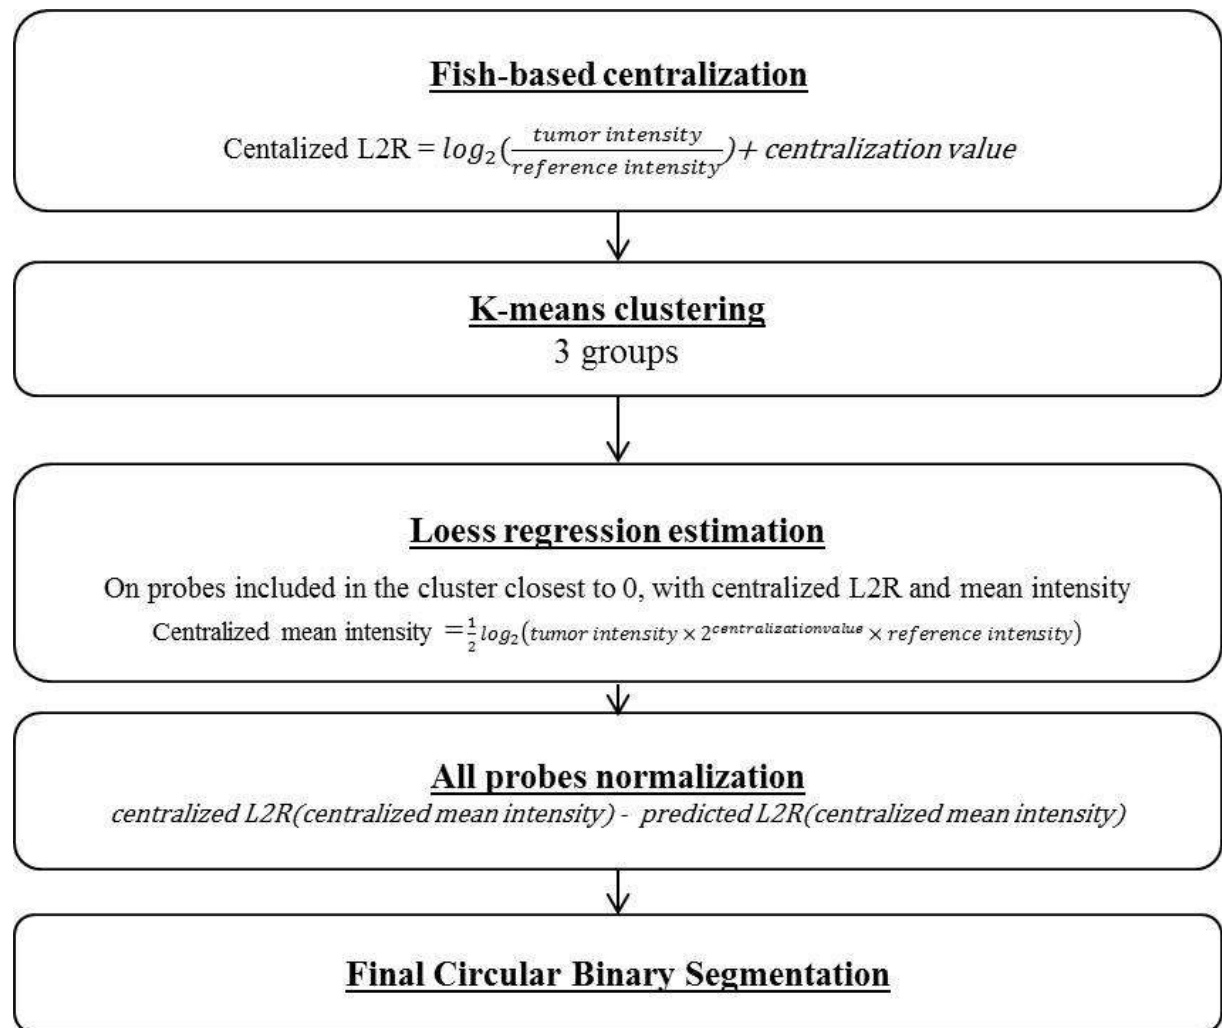 Fish-based centralization
Centalized L2R = log₂(tumor intensity/reference intensity) + centralization value
K-means clustering
3 groups
Loess regression estimation
On probes included in the cluster closest to 0, with centralized L2R and mean intensity
Centralized mean intensity = 1/2 log₂(tumor intensity × 2^centralizationvalue × reference intensity)
All probes normalization
centralized L2R(centralized mean intensity) - predicted L2R(centralized mean intensity)
Final Circular Binary Segmentation